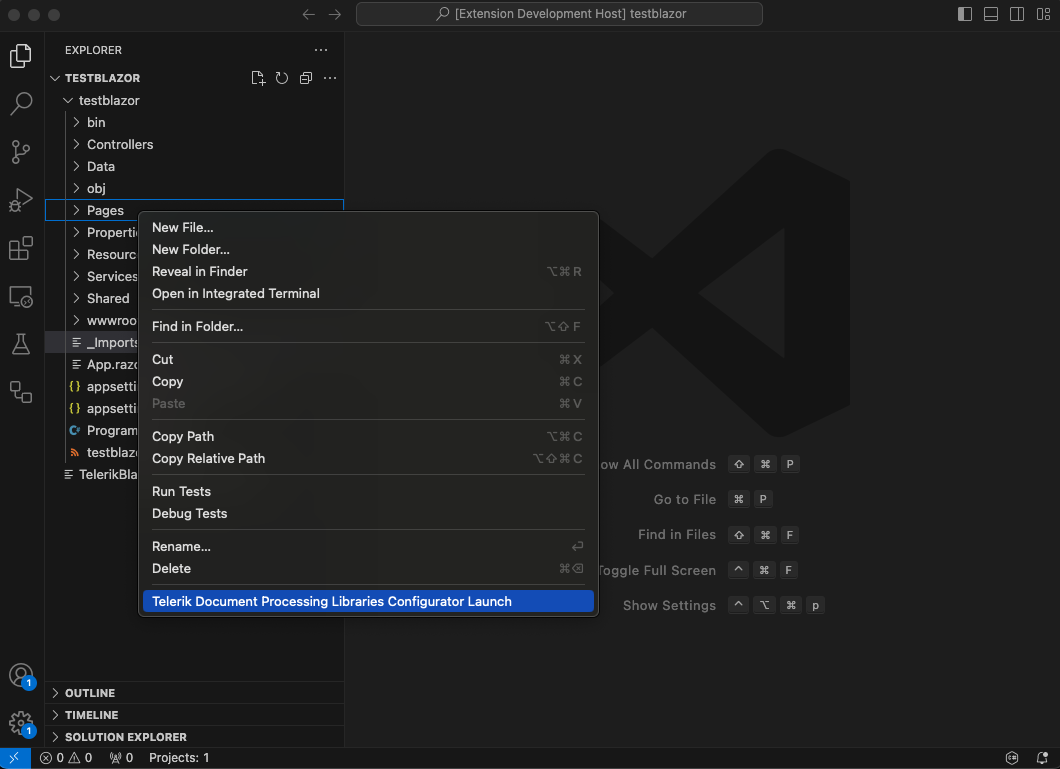 [Extension Development Host] testblazor
EXPLORER
TESTBLAZOR
testblazor
bin
Controllers
Data
obj
Pages
Properti
Resourc
Services
Shared
wwwroo
_Imports
App.razo
appsetti
appsetti
Program
testblazo
TelerikBla
New File...
New Folder...
Reveal in Finder ⌥⌘R
Open in Integrated Terminal
Find in Folder... ⌥⇧F
Cut ⌘X
Copy ⌘C
Paste ⌘V
Copy Path ⌥⌘C
Copy Relative Path ⌥⇧⌘C
Run Tests
Debug Tests
Rename... ⏎
Delete ⌘⌫
Telerik Document Processing Libraries Configurator Launch
ow All Commands ⇧ ⌘ P
Go to File ⌘ P
Find in Files ⇧ ⌘ F
Toggle Full Screen ⌃ ⌘ F
Show Settings ⌃ ⌥ ⌘ p
OUTLINE
TIMELINE
SOLUTION EXPLORER
1
1
0 0 0 Projects: 1